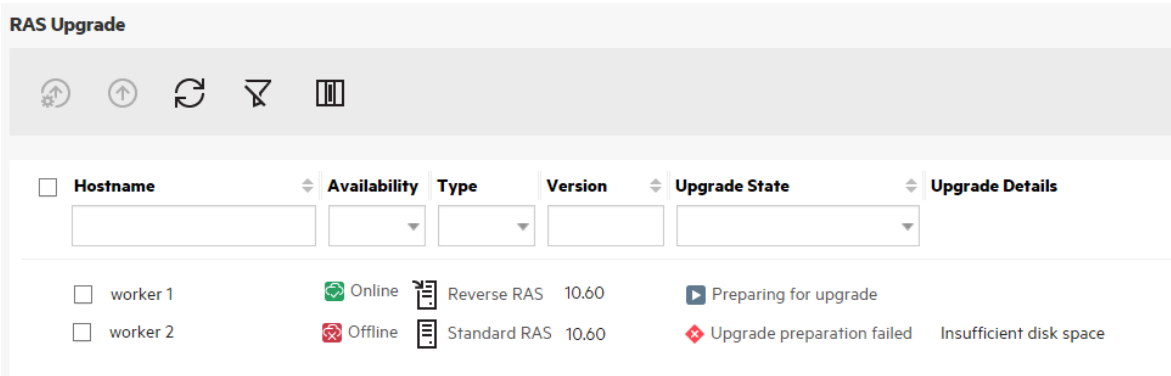 RAS Upgrade
Hostname Availability Type Version Upgrade State Upgrade Details
worker 1 Online Reverse RAS 10.60 Preparing for upgrade
worker 2 Offline Standard RAS 10.60 Upgrade preparation failed Insufficient disk space